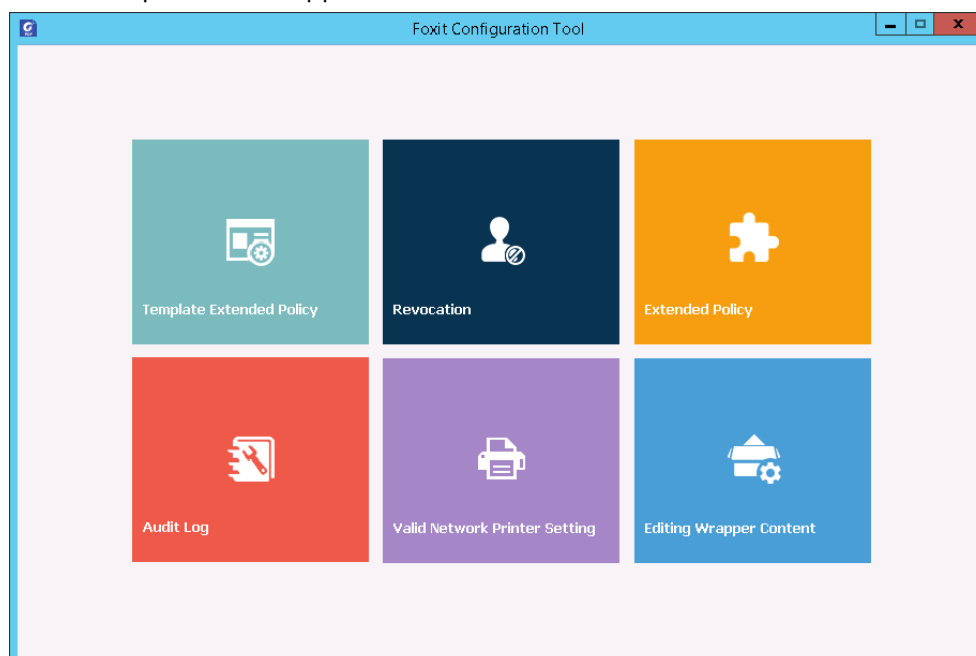 Foxit Configuration Tool
Template Extended Policy
Revocation
Extended Policy
Audit Log
Valid Network Printer Setting
Editing Wrapper Content